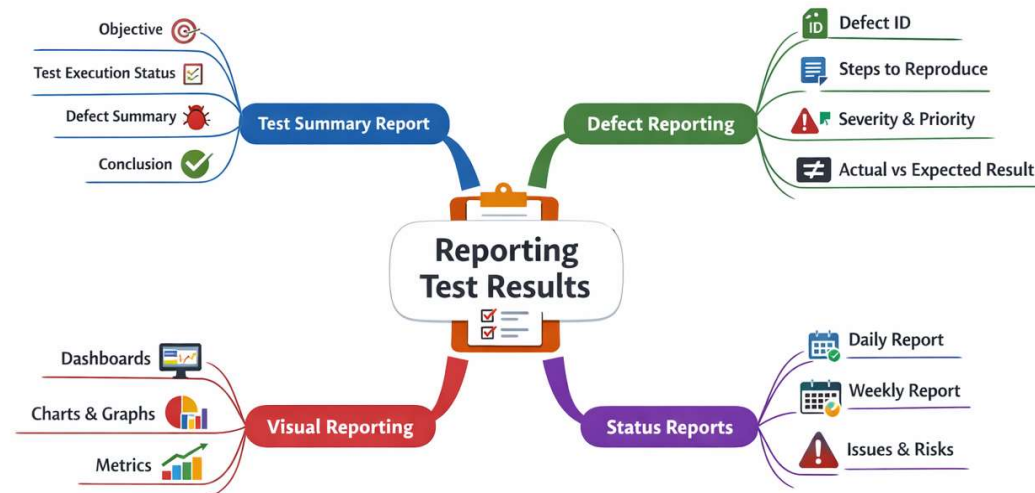 Objective
Test Execution Status
Defect Summary
Conclusion
Test Summary Report
ID
Defect ID
Steps to Reproduce
Severity & Priority
Actual vs Expected Result
Defect Reporting
Reporting
Test Results
Dashboards
Charts & Graphs
Metrics
Visual Reporting
Daily Report
Weekly Report
Issues & Risks
Status Reports